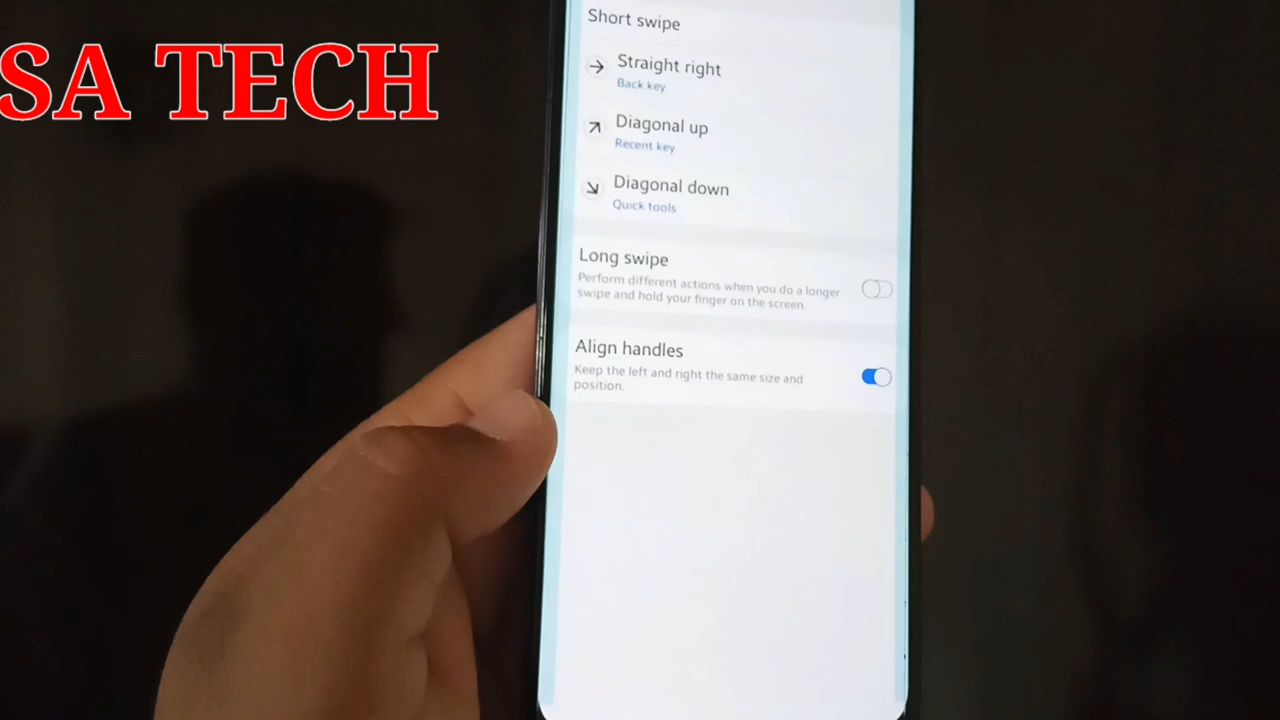 SA TECH
Short swipe
Straight right
Back key
Diagonal up
Recent key
Diagonal down
Quick tools
Long swipe
Perform different actions when you do a longer
swipe and hold your finger on the screen.
Align handles
Keep the left and right the same size and
position.